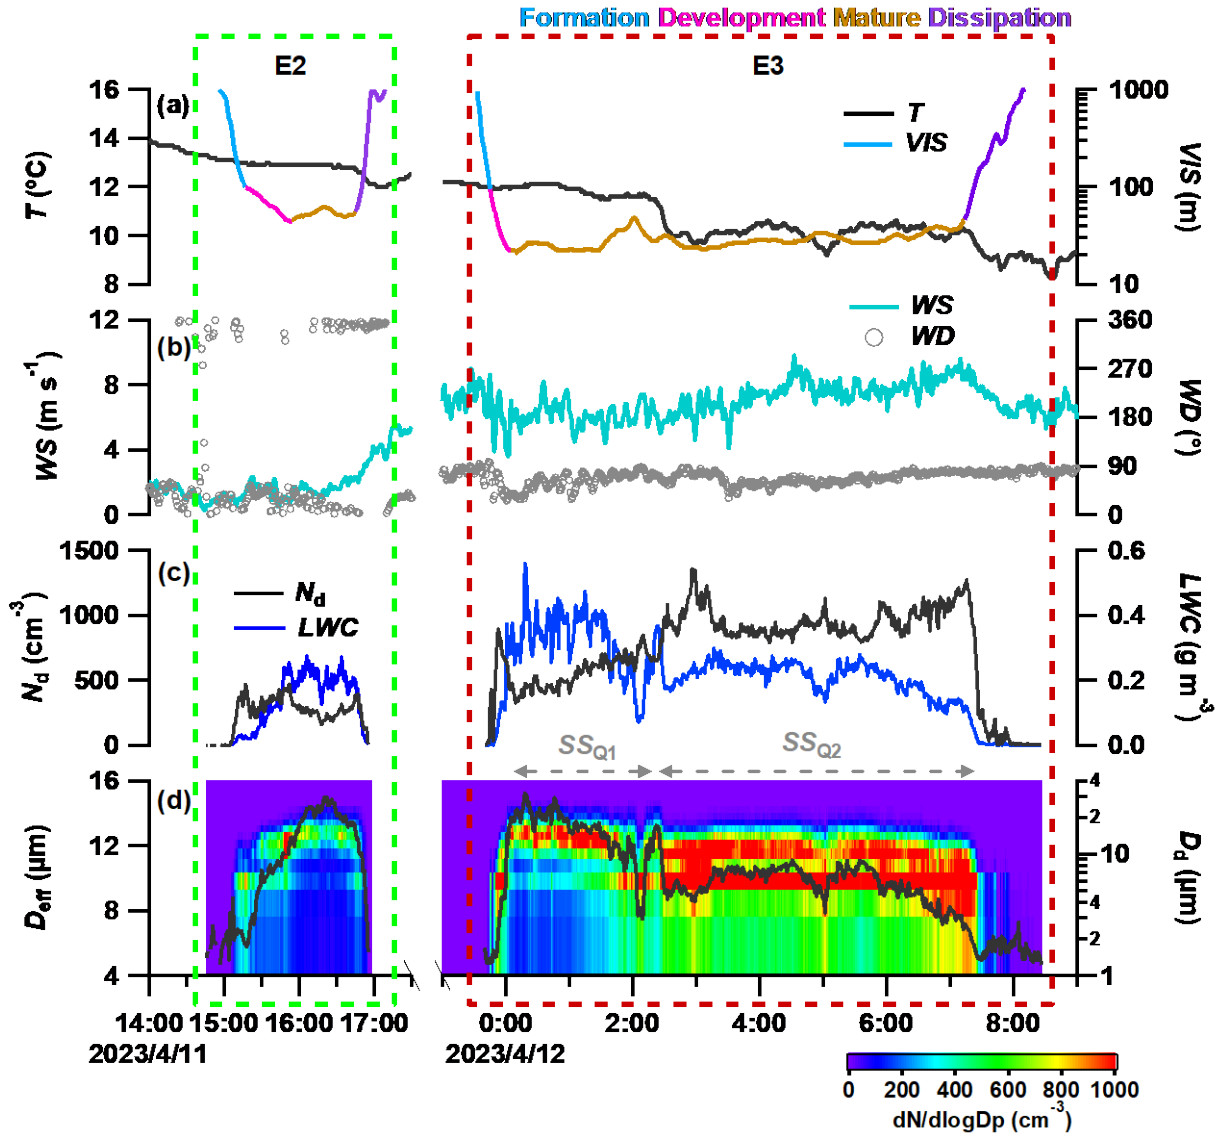 Formation Development Mature Dissipation
E2
E3
(a)
16
14
12
10
8
T (ºC)
T
VIS
1000
100
10
VIS (m)
(b)
12
8
4
0
WS (m s-1)
WS
WD
360
270
180
90
0
WD (°)
(c)
1500
1000
500
0
Nd (cm-3)
Nd
LWC
0.6
0.4
0.2
0.0
LWC (g m-3)
SSQ1
SSQ2
(d)
16
12
8
4
Deff (μm)
4
2
10
4
2
1
Dd (μm)
14:00 15:00 16:00 17:00
0:00 2:00 4:00 6:00 8:00
2023/4/11
2023/4/12
0 200 400 600 800 1000
dN/dlogDp (cm-3)